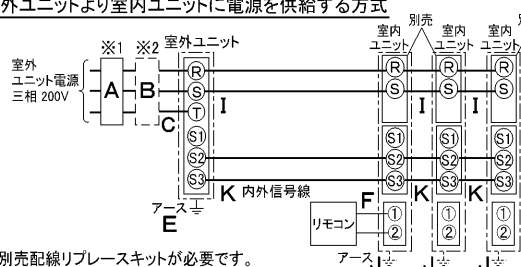 外ユニットより室内ユニットに電源を供給する方式
別売
※1
※2
室外ユニット
室内
ユニット
室内
ユニット
室内
ユニット
室外
ユニット電源
三相 200V
A
B
C
R
S
T
S1
S2
S3
I
R
S
S1
S2
S3
I
R
S
S1
S2
S3
I
R
S
S1
S2
S3
K 内外信号線
K
K
アース
E
F
リモコン
①
②
①
②
①
②
アース
別売配線リプレースキットが必要です。